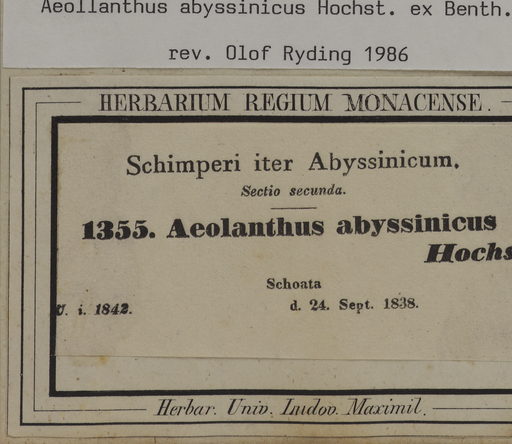 Aeollanthus abyssinicus Hochst. ex Benth.
rev. Olof Ryding 1986
HERBARIUM REGIUM MONACENSE.
Schimperi iter Abyssinicum.
Sectio secunda.
1355. Aeolanthus abyssinicus
Hochs
Schoata
U. i. 1842. d. 24. Sept. 1838.
Herbar. Univ. Ludov. Maximil.